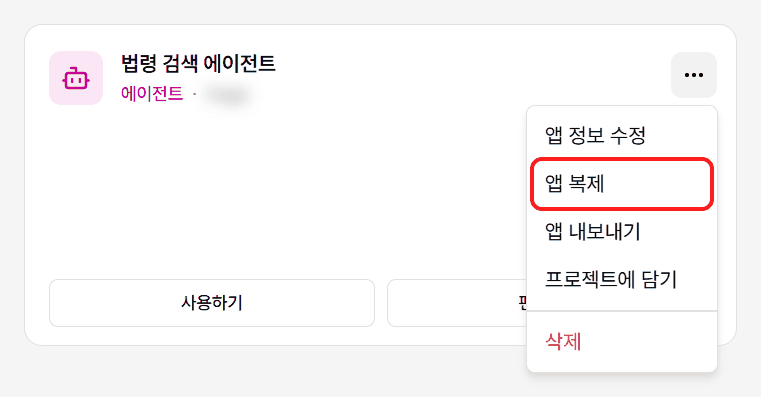 법령 검색 에이전트
에이전트 ·
앱 정보 수정
앱 복제
앱 내보내기
프로젝트에 담기
삭제
사용하기